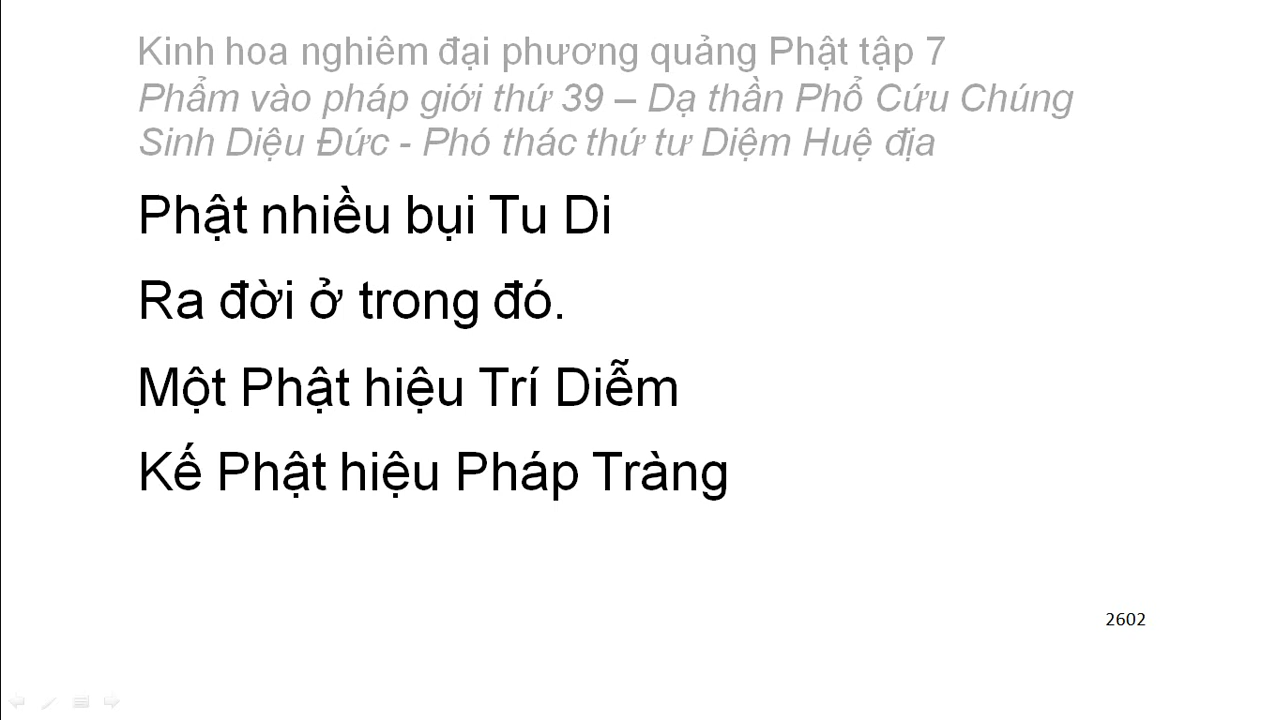 Kinh hoa nghiêm đại phương quảng Phật tập 7
Phẩm vào pháp giới thứ 39 – Dạ thần Phổ Cứu Chúng
Sinh Diệu Đức - Phó thác thứ tư Diệm Huệ địa
Phật nhiều bụi Tu Di
Ra đời ở trong đó.
Một Phật hiệu Trí Diễm
Kế Phật hiệu Pháp Tràng
2602